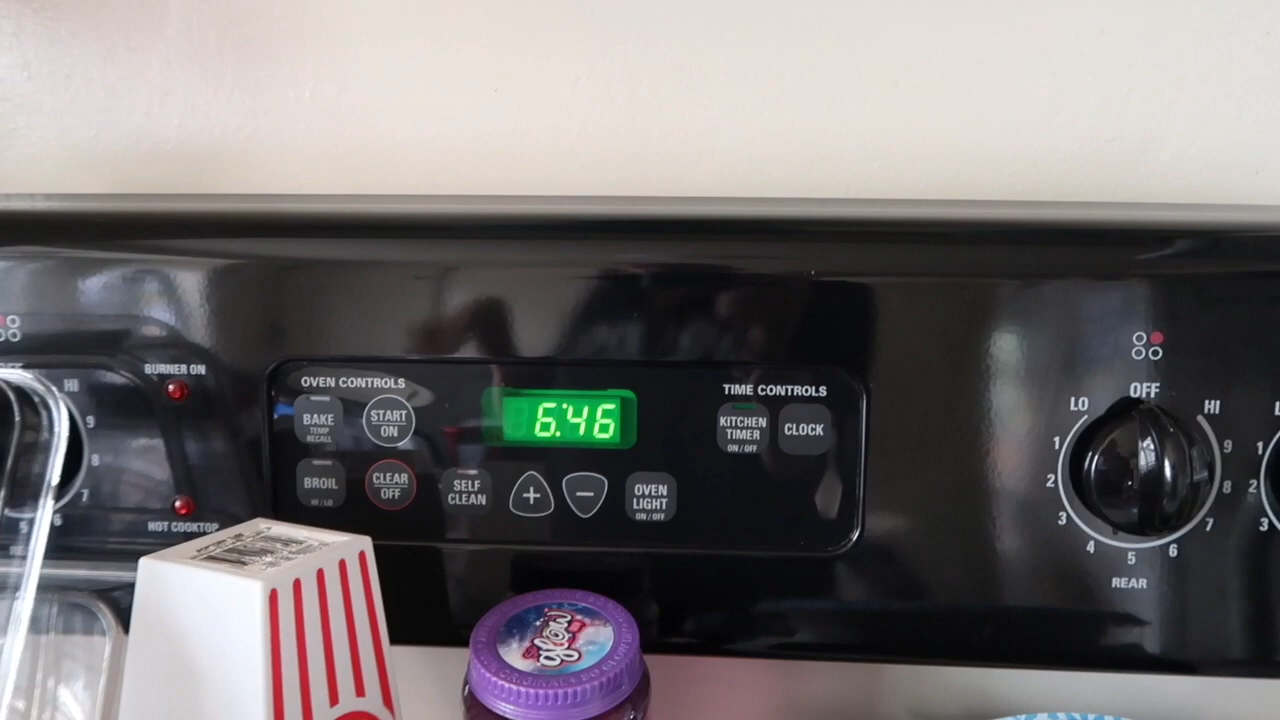 BURNER ON
HI
9
8
7
6
5
HOT COOKTOP
OVEN CONTROLS
BAKE
TEMP
RECALL
START
ON
BROIL
HI / LO
CLEAR
OFF
SELF
CLEAN
6:46
+
−
OVEN
LIGHT
ON / OFF
TIME CONTROLS
KITCHEN
TIMER
ON / OFF
CLOCK
OFF
LO
HI
1
2
3
4
5
6
7
8
9
REAR
1
2
3
glow
ORIGINAL